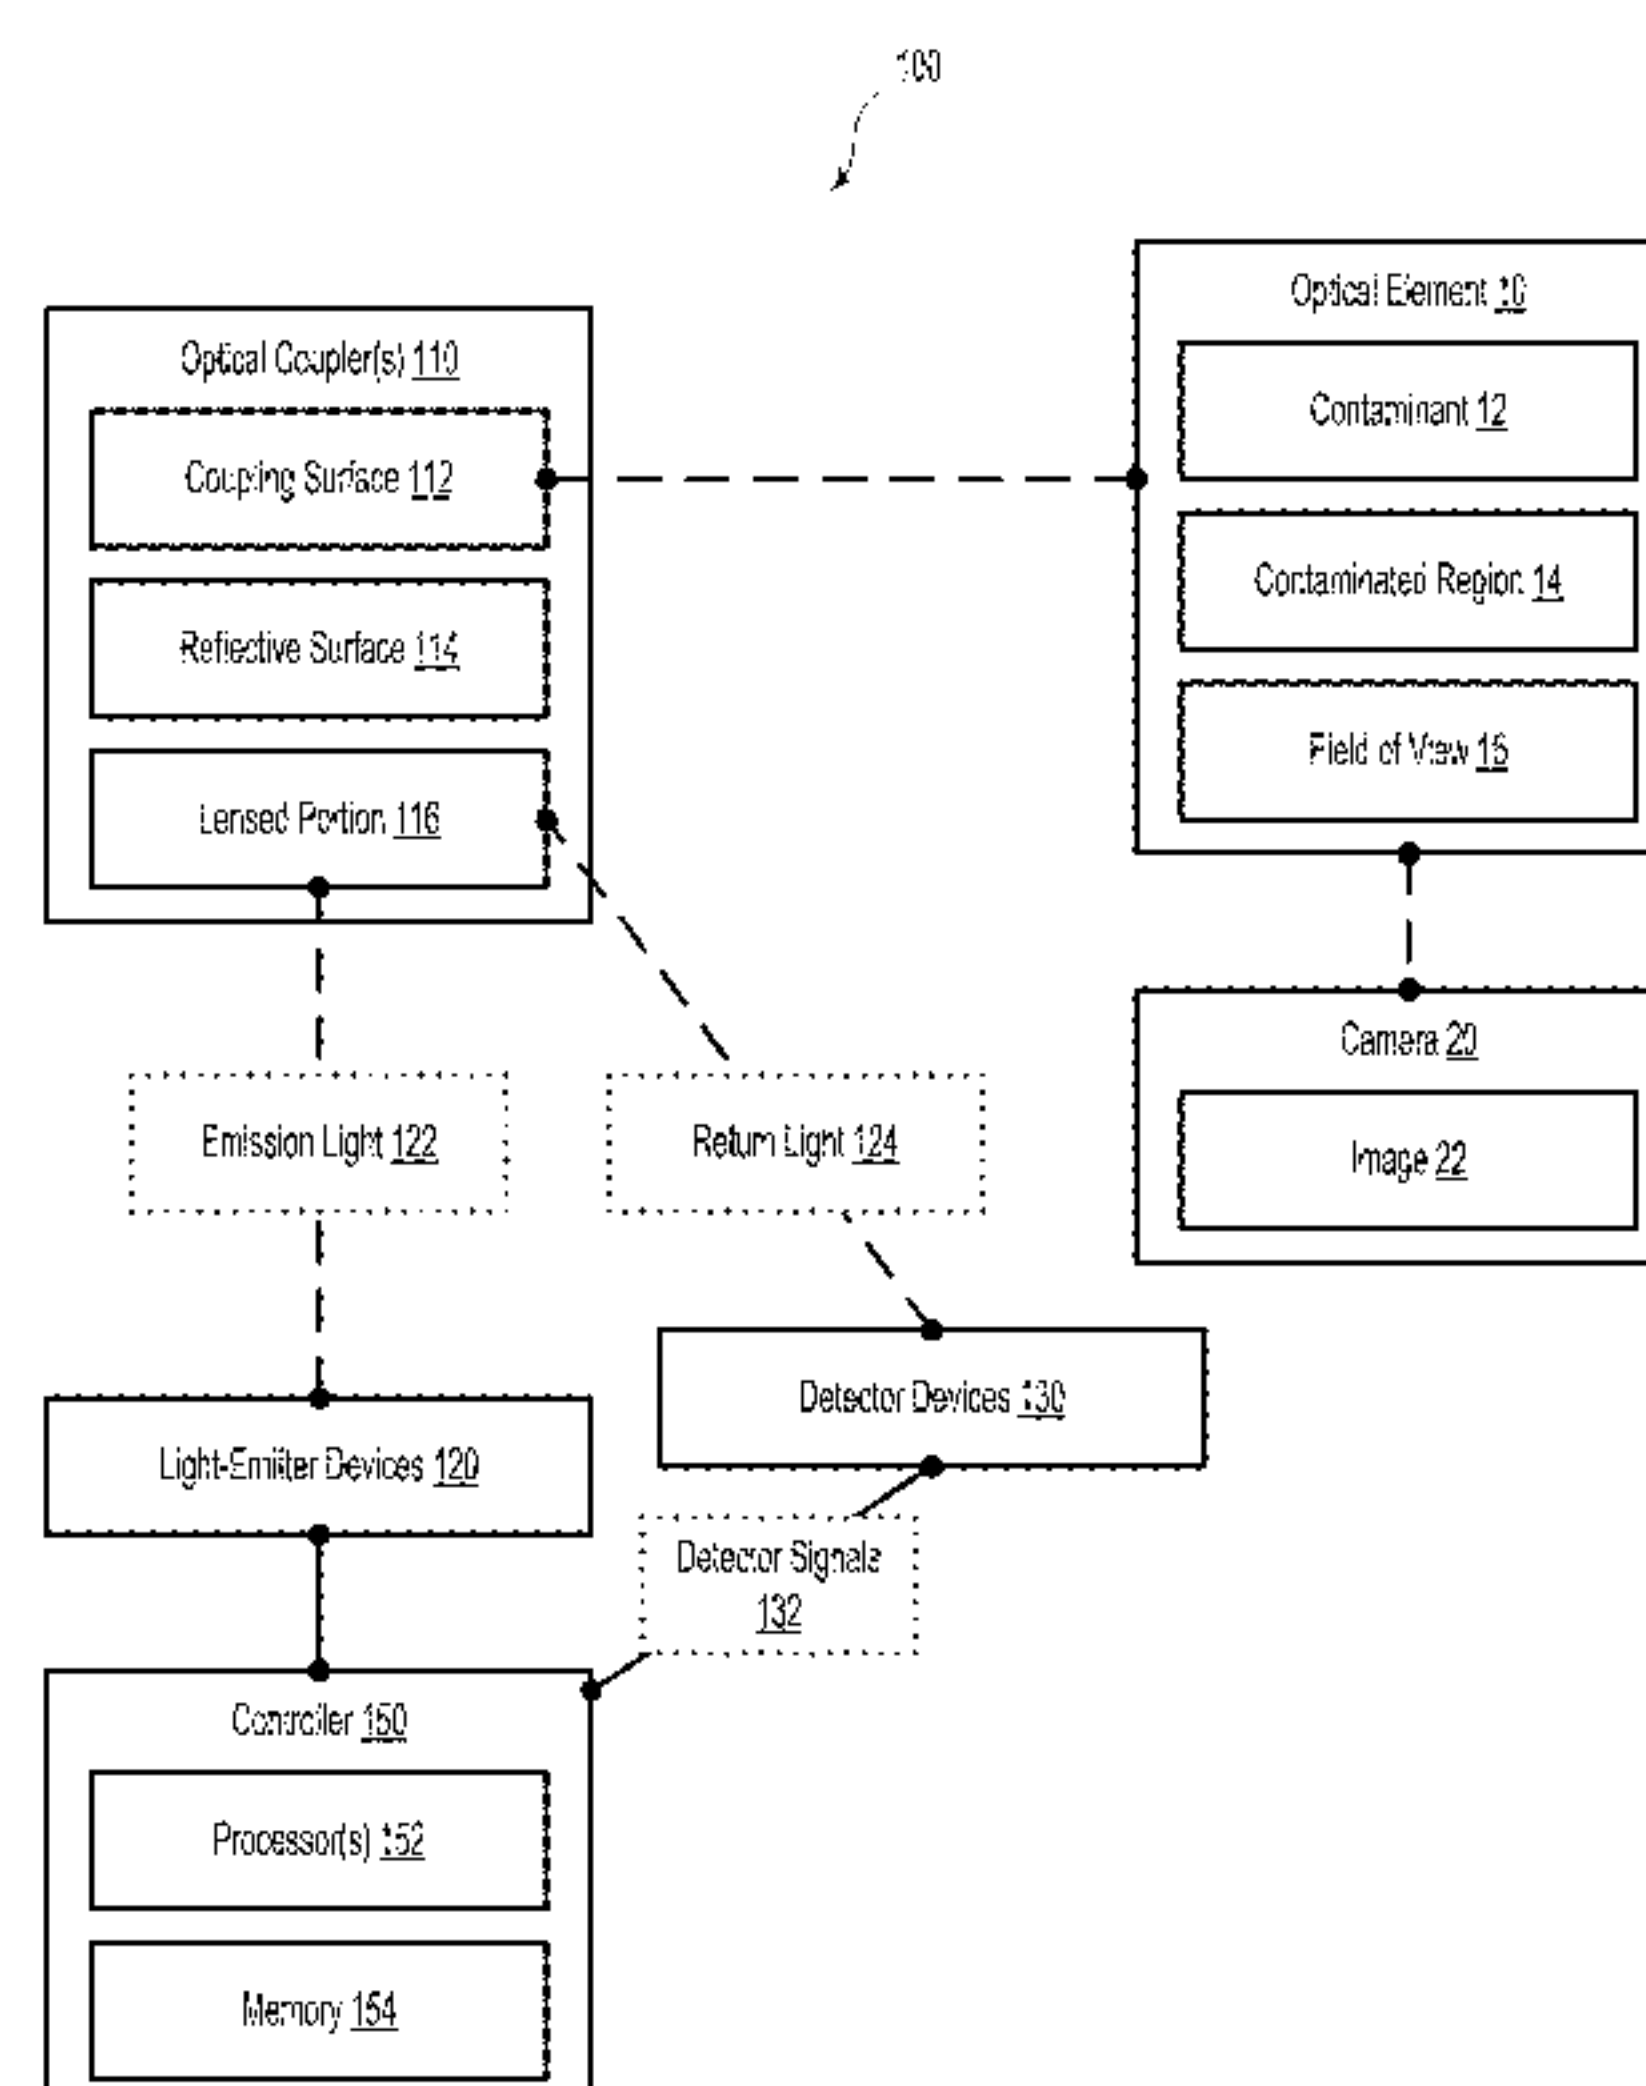 100
Optical Element 10
Contaminant 12
Contaminated Region 14
Field of View 16
Optical Coupler(s) 110
Coupling Surface 112
Reflective Surface 114
Lensed Portion 116
Camera 20
Image 22
Emission Light 122
Return Light 124
Detector Devices 130
Light-Emitter Devices 120
Detector Signals
132
Controller 150
Processor(s) 152
Memory 154